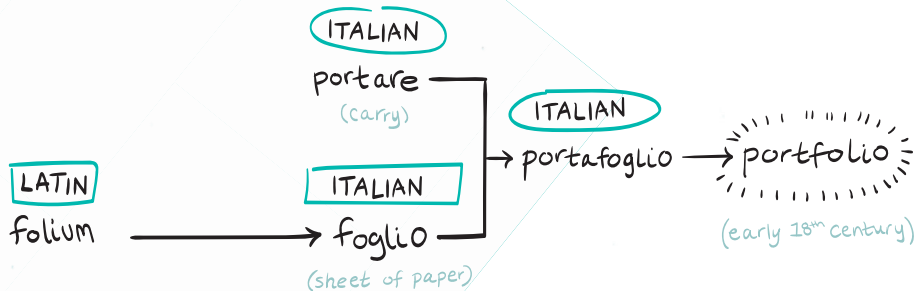 ITALIAN
portare
(carry)
ITALIAN
portafoglio
portfolio
(early 18th century)
LATIN
folium
ITALIAN
foglio
(sheet of paper)